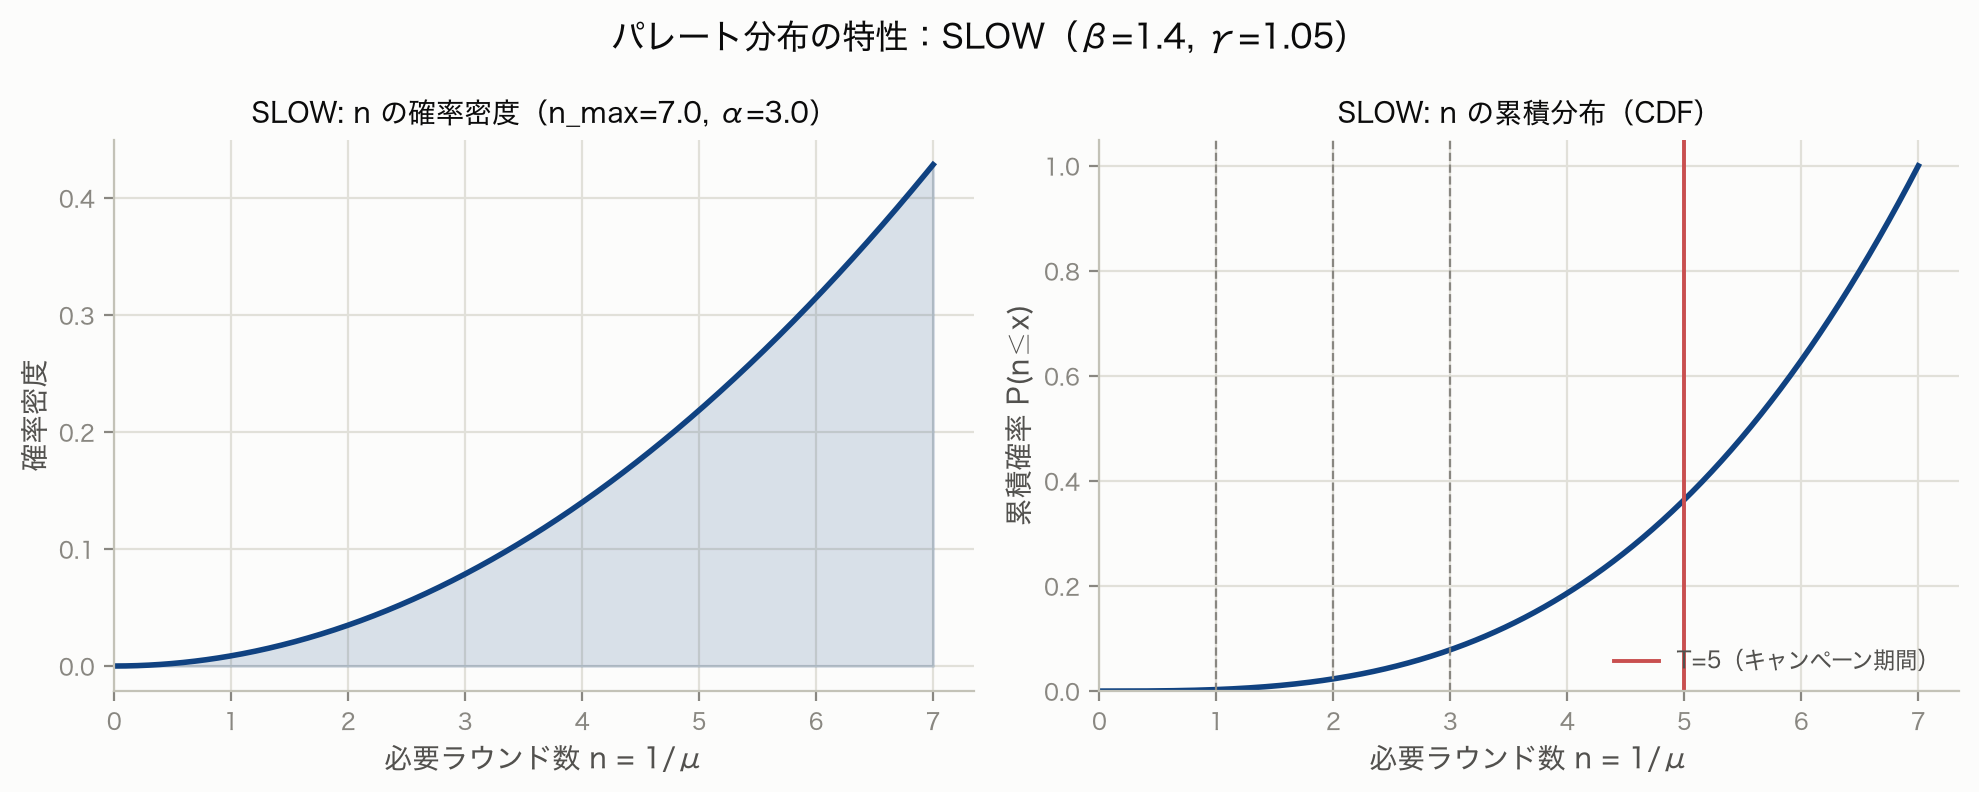 パレート分布の特性：SLOW（β=1.4, γ=1.05）
SLOW: n の確率密度（n_max=7.0, α=3.0）
確率密度
0.4
0.3
0.2
0.1
0.0
0 1 2 3 4 5 6 7
必要ラウンド数 n = 1/μ
SLOW: n の累積分布（CDF）
累積確率 P(n≤x)
1.0
0.8
0.6
0.4
0.2
0.0
T=5（キャンペーン期間）
0 1 2 3 4 5 6 7
必要ラウンド数 n = 1/μ